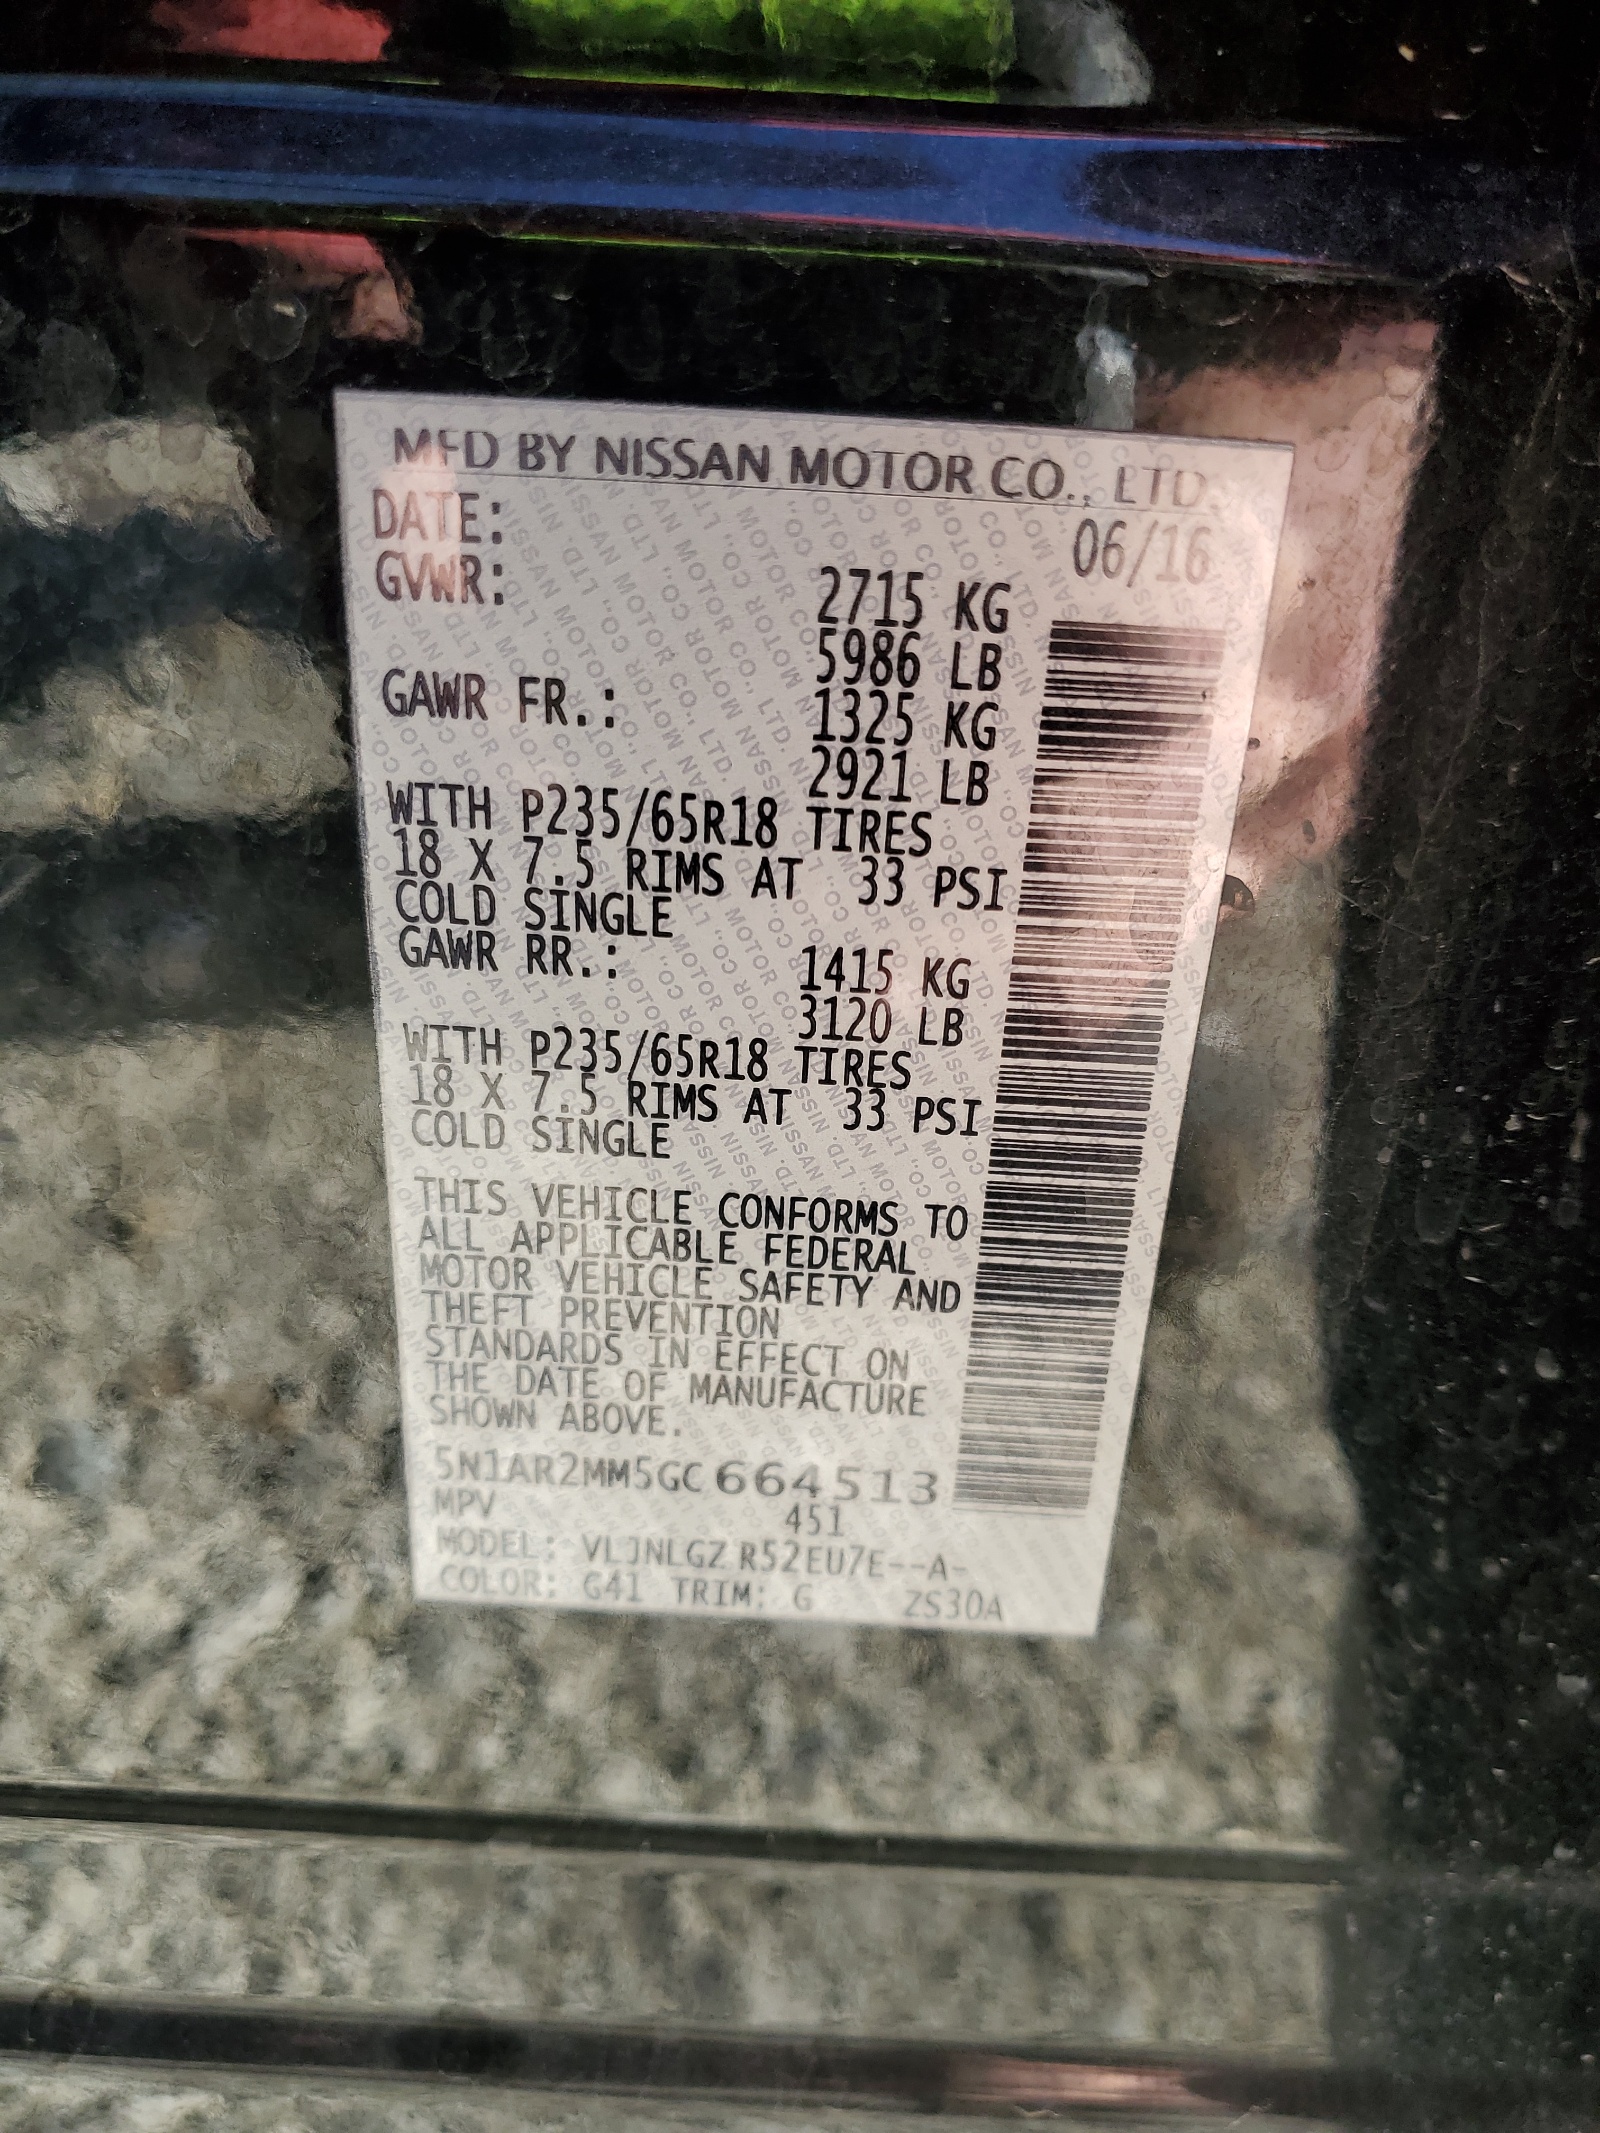 MFD BY NISSAN MOTOR CO., LTD.
DATE: 06/16
GVWR: 2715 KG
5986 LB
GAWR FR.: 1325 KG
2921 LB
WITH P235/65R18 TIRES
18 X 7.5 RIMS AT 33 PSI
COLD SINGLE
GAWR RR.: 1415 KG
3120 LB
WITH P235/65R18 TIRES
18 X 7.5 RIMS AT 33 PSI
COLD SINGLE
THIS VEHICLE CONFORMS TO
ALL APPLICABLE FEDERAL
MOTOR VEHICLE SAFETY AND
THEFT PREVENTION
STANDARDS IN EFFECT ON
THE DATE OF MANUFACTURE
SHOWN ABOVE.
5N1AR2MM5GC664513
MPV 451
MODEL: VLJNLGZ R52EU7E--A-
COLOR: G41 TRIM: G ZS30A